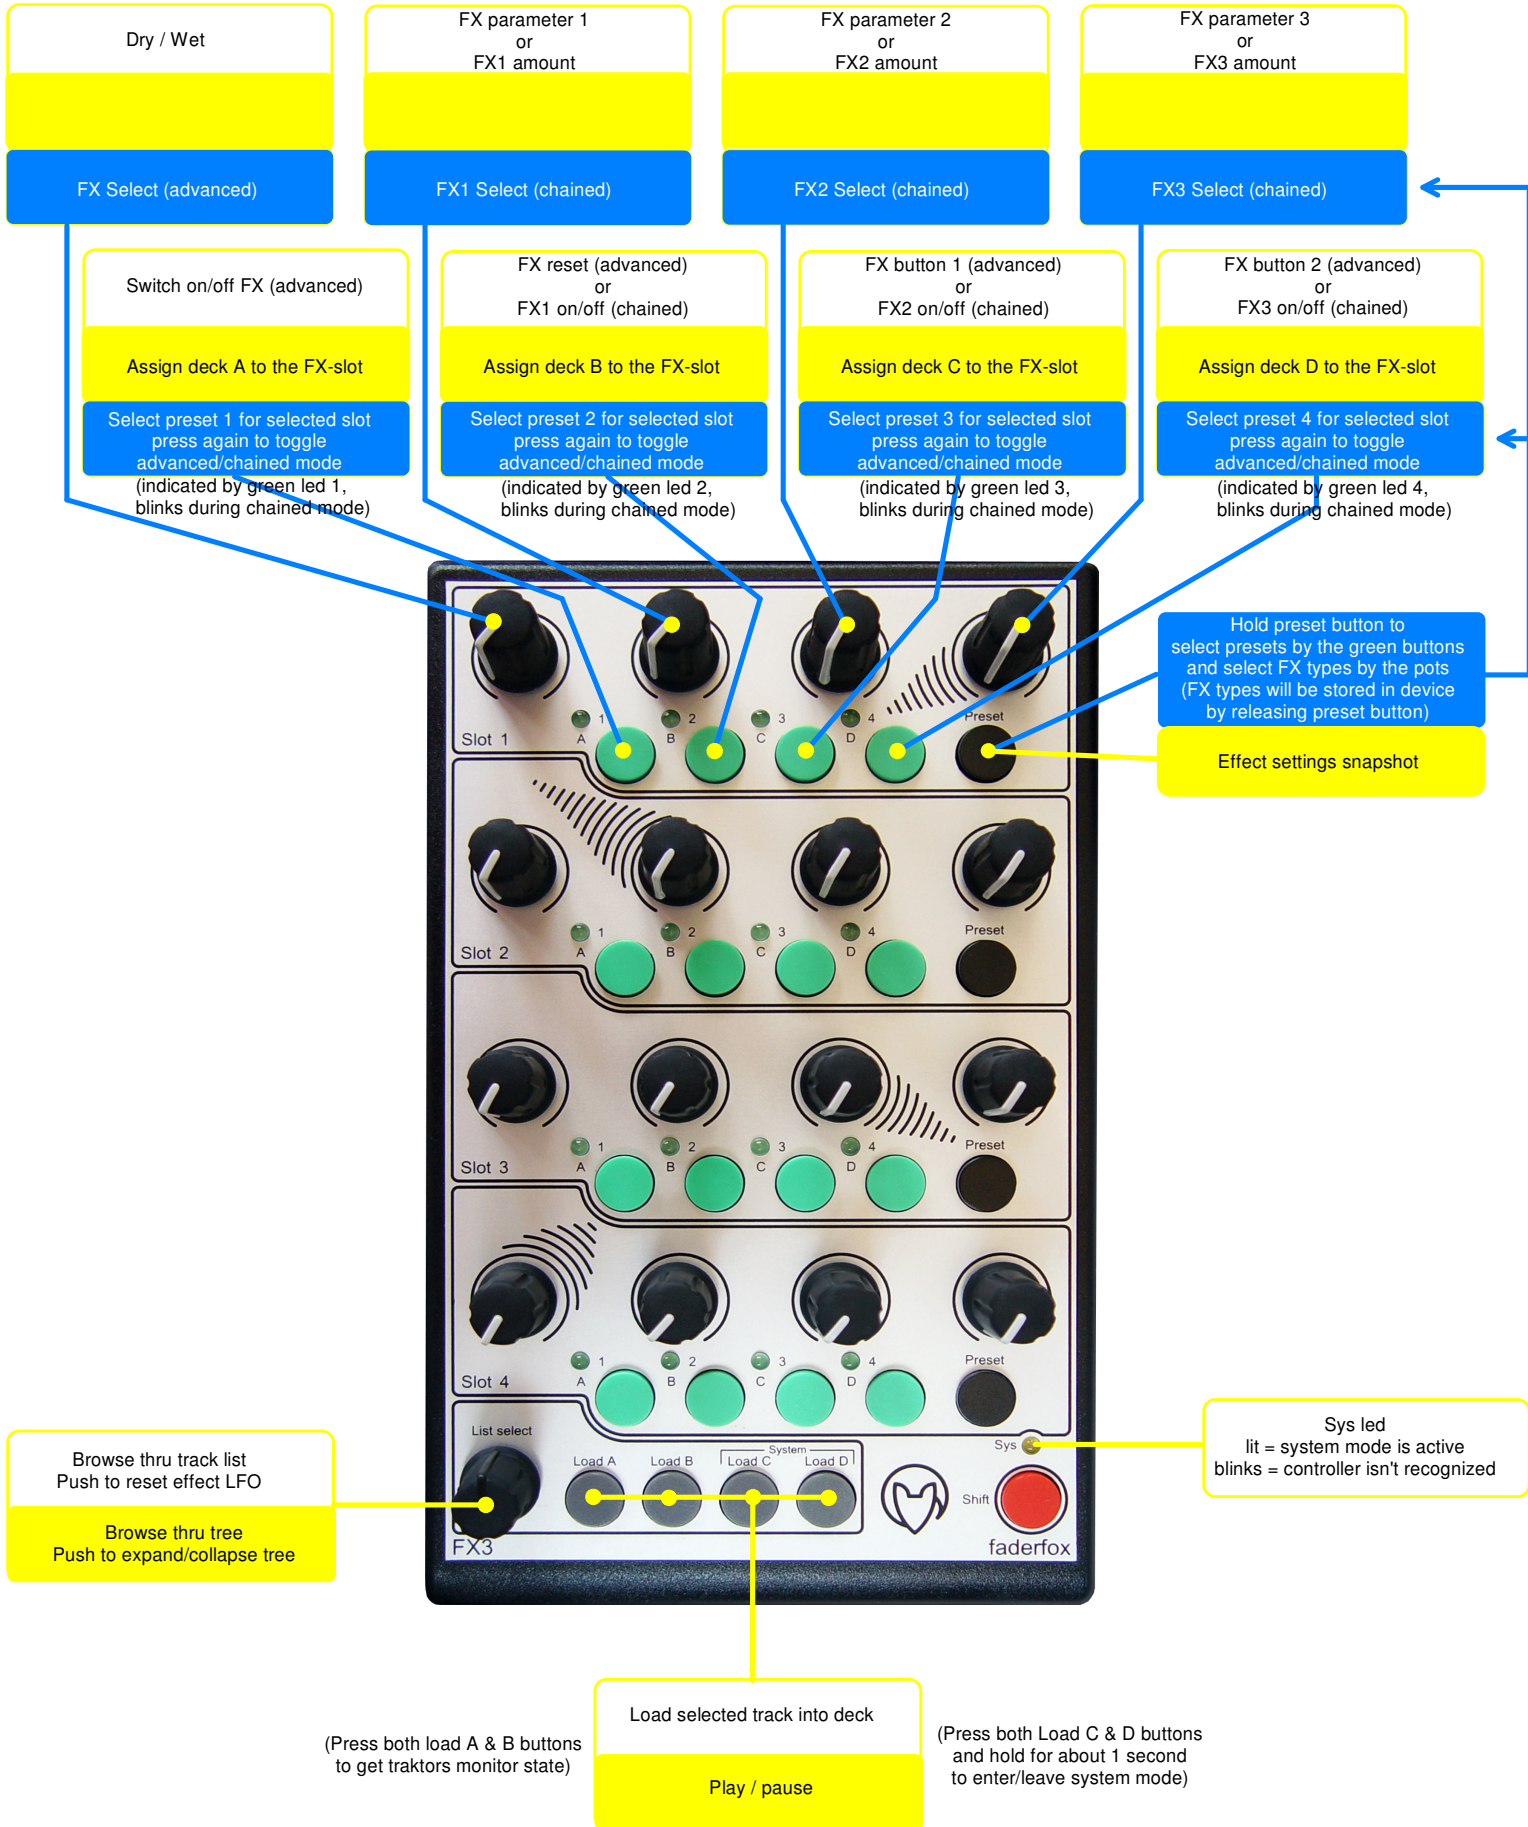 Dry / Wet
FX parameter 1
or
FX1 amount
FX parameter 2
or
FX2 amount
FX parameter 3
or
FX3 amount
FX Select (advanced)
FX1 Select (chained)
FX2 Select (chained)
FX3 Select (chained)
Switch on/off FX (advanced)
FX reset (advanced)
or
FX1 on/off (chained)
FX button 1 (advanced)
or
FX2 on/off (chained)
FX button 2 (advanced)
or
FX3 on/off (chained)
Assign deck A to the FX-slot
Assign deck B to the FX-slot
Assign deck C to the FX-slot
Assign deck D to the FX-slot
Select preset 1 for selected slot
press again to toggle
advanced/chained mode
(indicated by green led 1,
blinks during chained mode)
Select preset 2 for selected slot
press again to toggle
advanced/chained mode
(indicated by green led 2,
blinks during chained mode)
Select preset 3 for selected slot
press again to toggle
advanced/chained mode
(indicated by green led 3,
blinks during chained mode)
Select preset 4 for selected slot
press again to toggle
advanced/chained mode
(indicated by green led 4,
blinks during chained mode)
Hold preset button to
select presets by the green buttons
and select FX types by the pots
(FX types will be stored in device
by releasing preset button)
Effect settings snapshot
1 2 3 4 Preset
Slot 1 A B C D
1 2 3 4 Preset
Slot 2 A B C D
1 2 3 4 Preset
Slot 3 A B C D
1 2 3 4 Preset
Slot 4 A B C D
List select
System
Load A Load B Load C Load D
Sys
Shift
FX3
faderfox
Browse thru track list
Push to reset effect LFO
Browse thru tree
Push to expand/collapse tree
Sys led
lit = system mode is active
blinks = controller isn't recognized
(Press both load A & B buttons
to get traktors monitor state)
Load selected track into deck
Play / pause
(Press both Load C & D buttons
and hold for about 1 second
to enter/leave system mode)